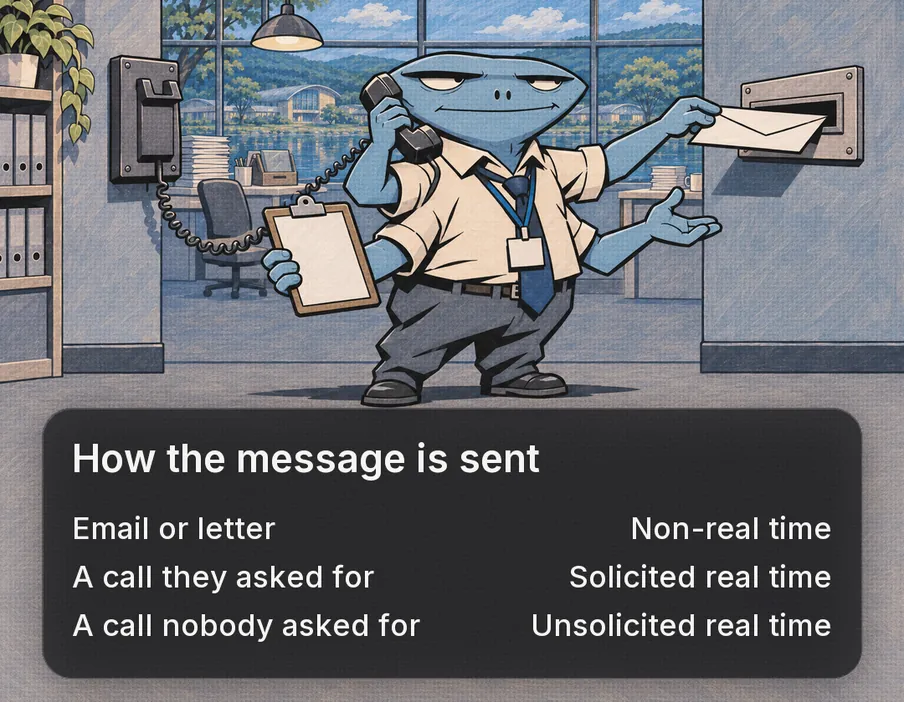 How the message is sent
Email or letter Non-real time
A call they asked for Solicited real time
A call nobody asked for Unsolicited real time